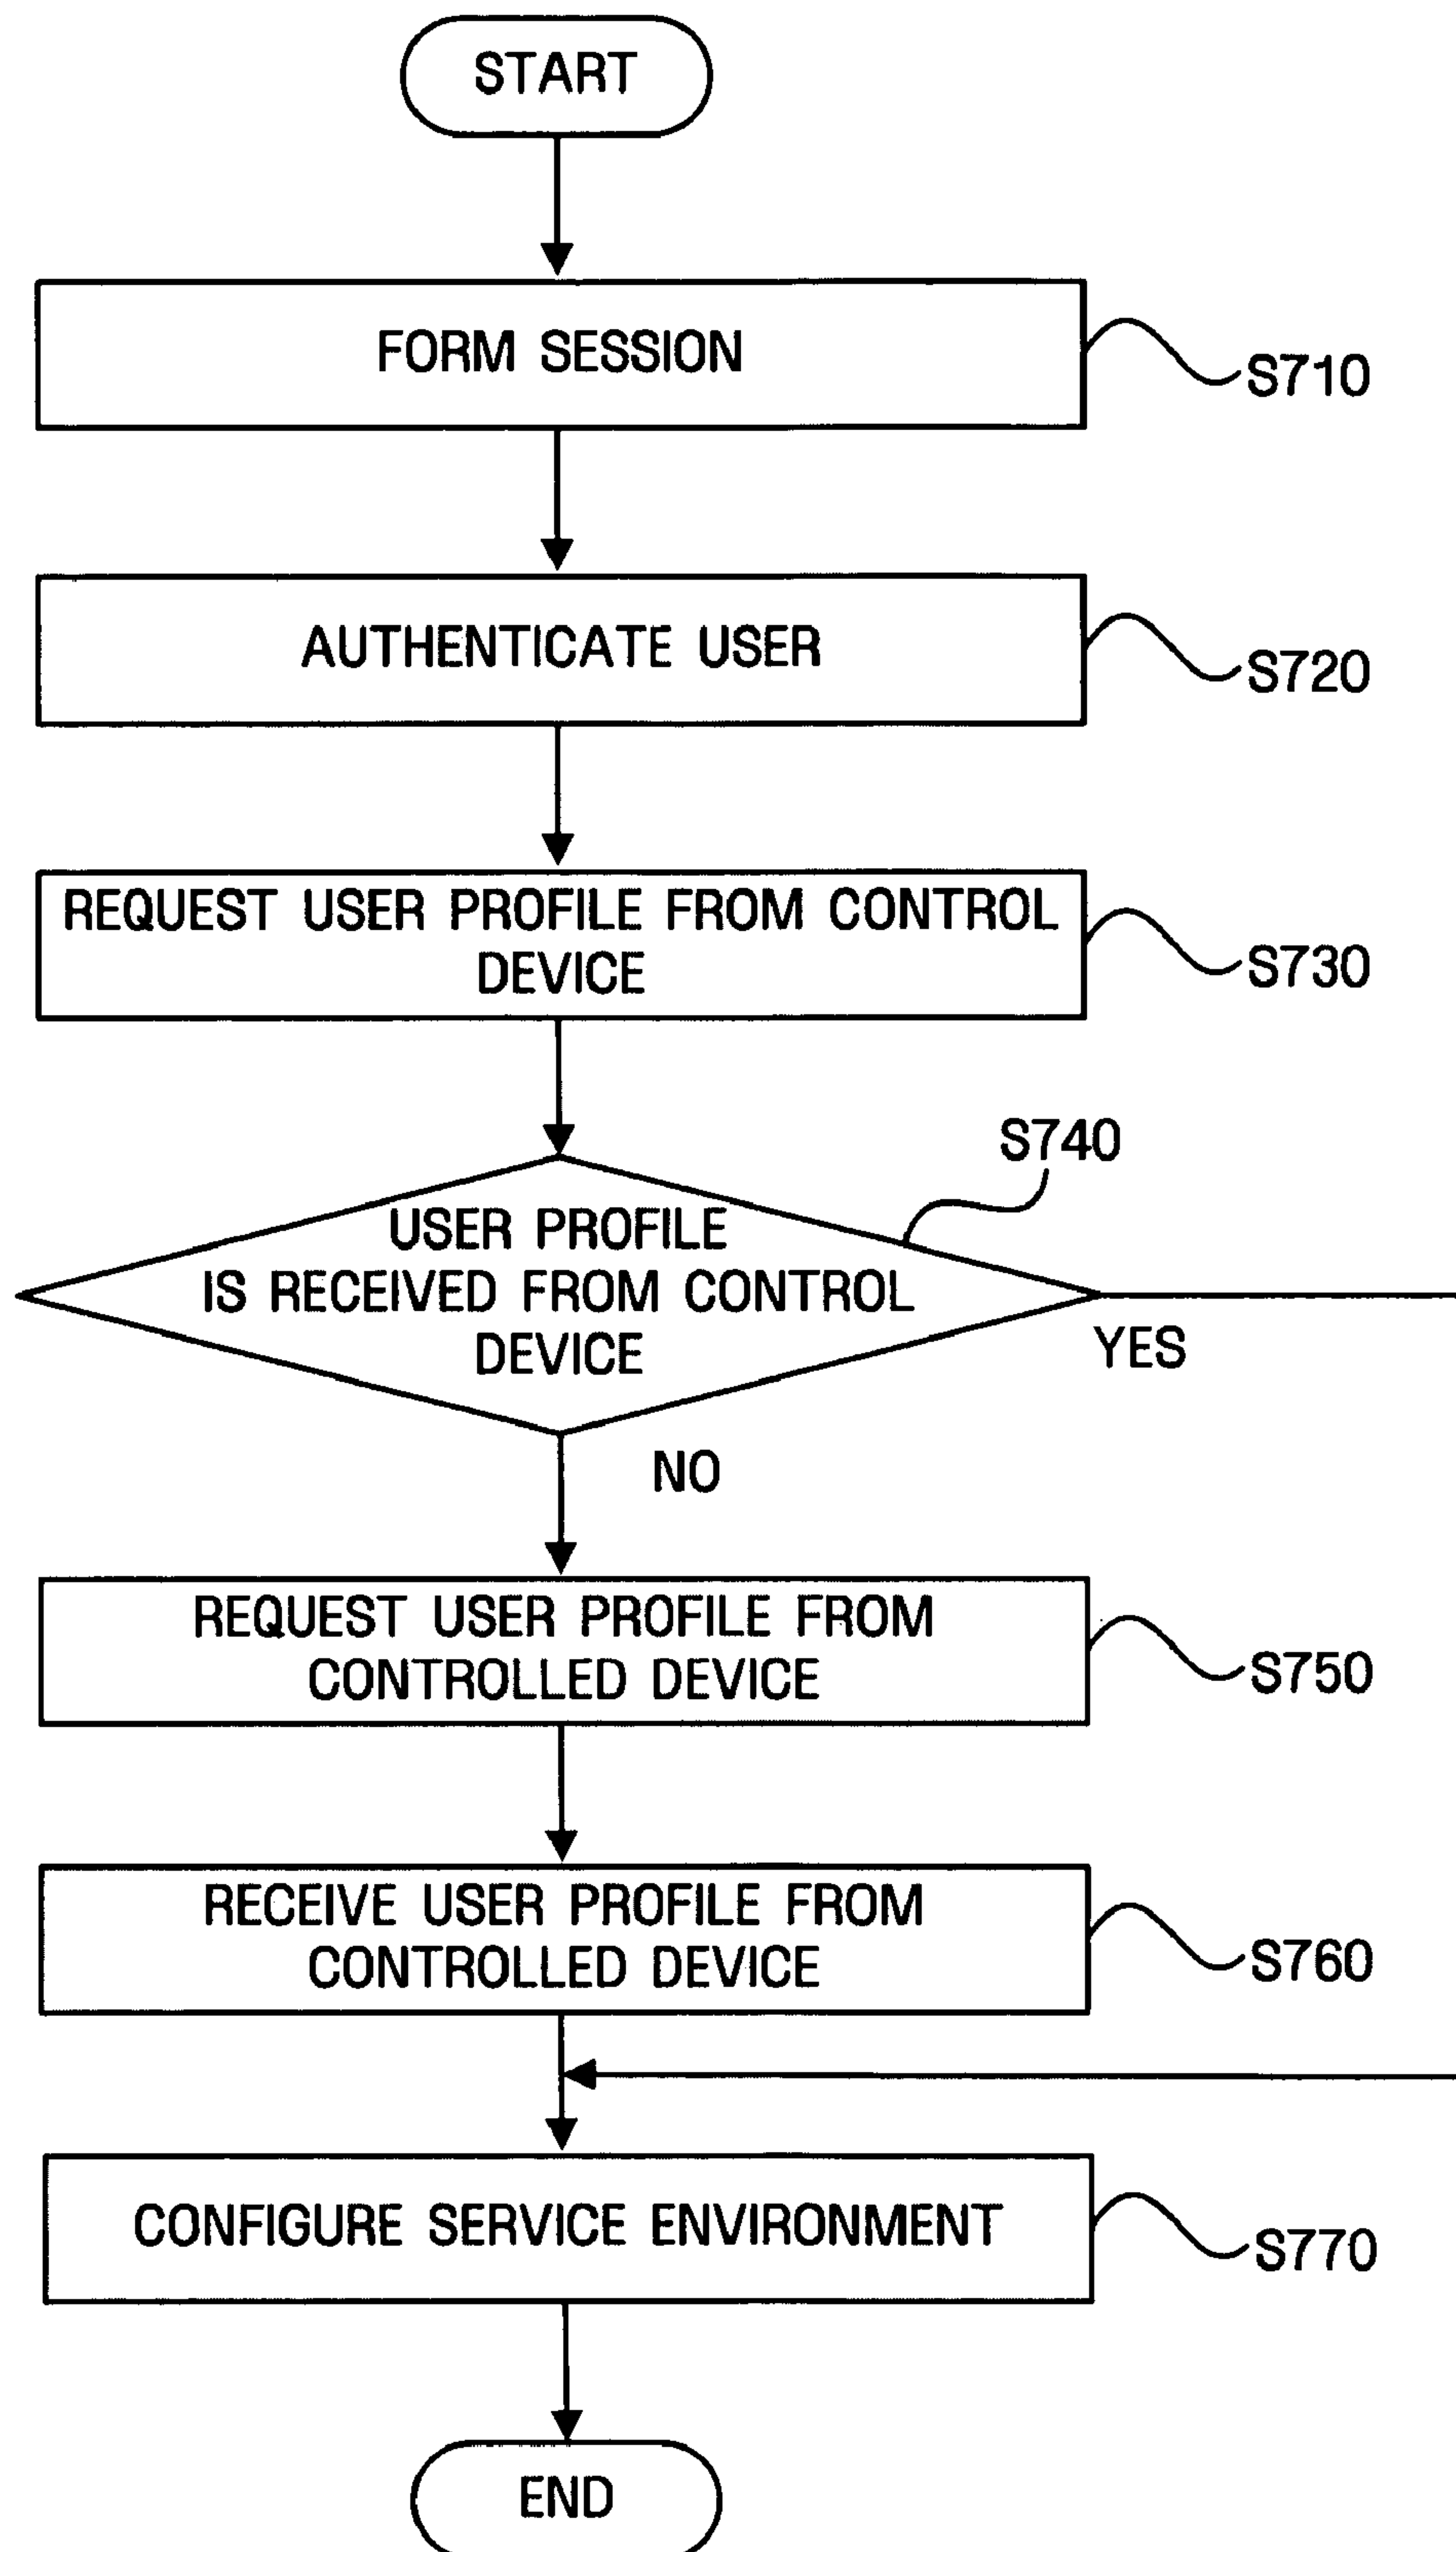 START
FORM SESSION
S710
AUTHENTICATE USER
S720
REQUEST USER PROFILE FROM CONTROL
DEVICE
S730
S740
USER PROFILE
IS RECEIVED FROM CONTROL
DEVICE
YES
NO
REQUEST USER PROFILE FROM
CONTROLLED DEVICE
S750
RECEIVE USER PROFILE FROM
CONTROLLED DEVICE
S760
CONFIGURE SERVICE ENVIRONMENT
S770
END